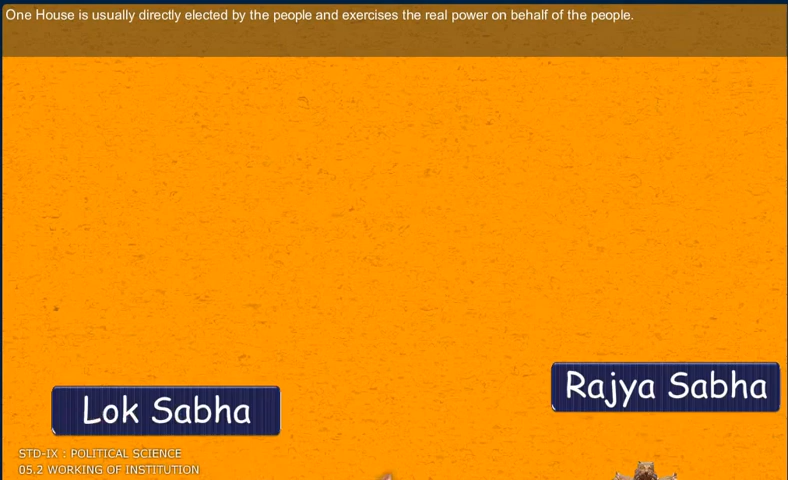 One House is usually directly elected by the people and exercises the real power on behalf of the people.
Rajya Sabha
Lok Sabha
STD-IX : POLITICAL SCIENCE
05.2 WORKING OF INSTITUTION